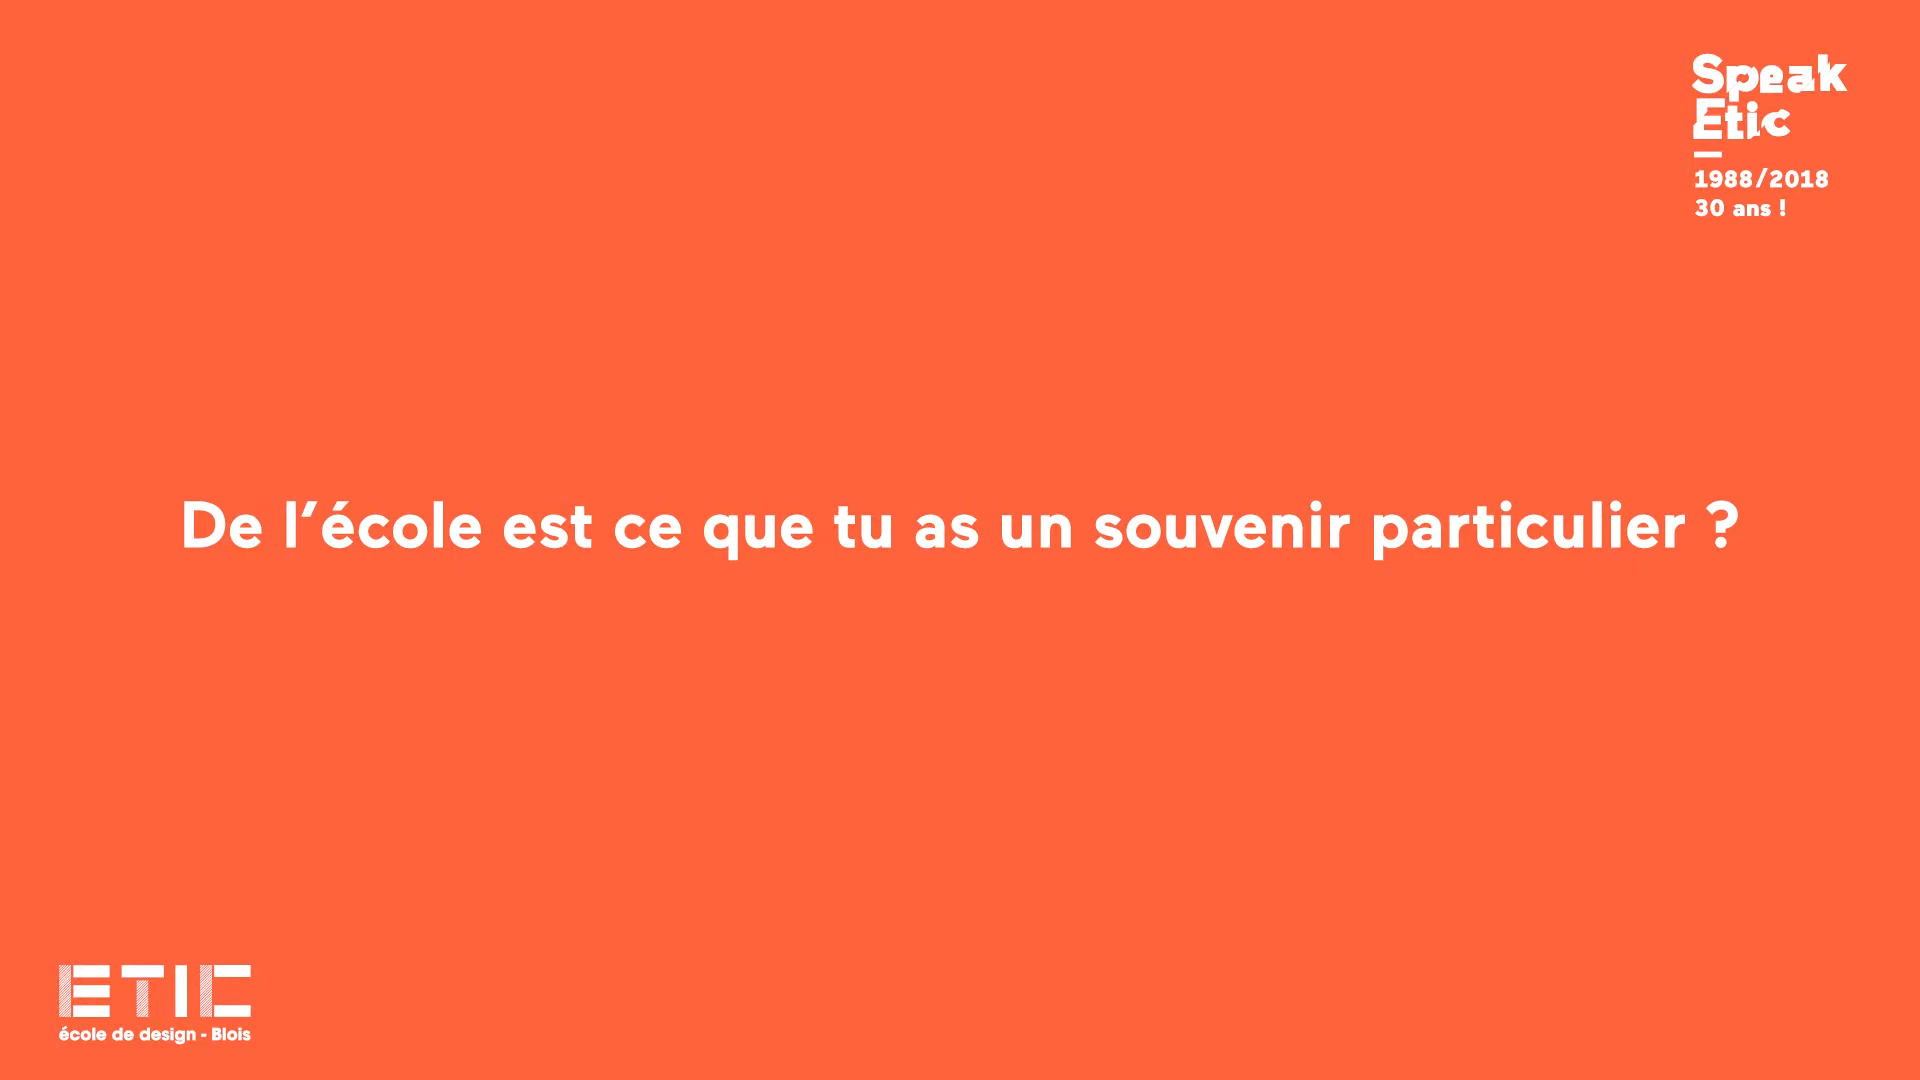 Speak
Etic
1988/2018
30 ans !
De l’école est ce que tu as un souvenir particulier ?
ETIC
école de design - Blois